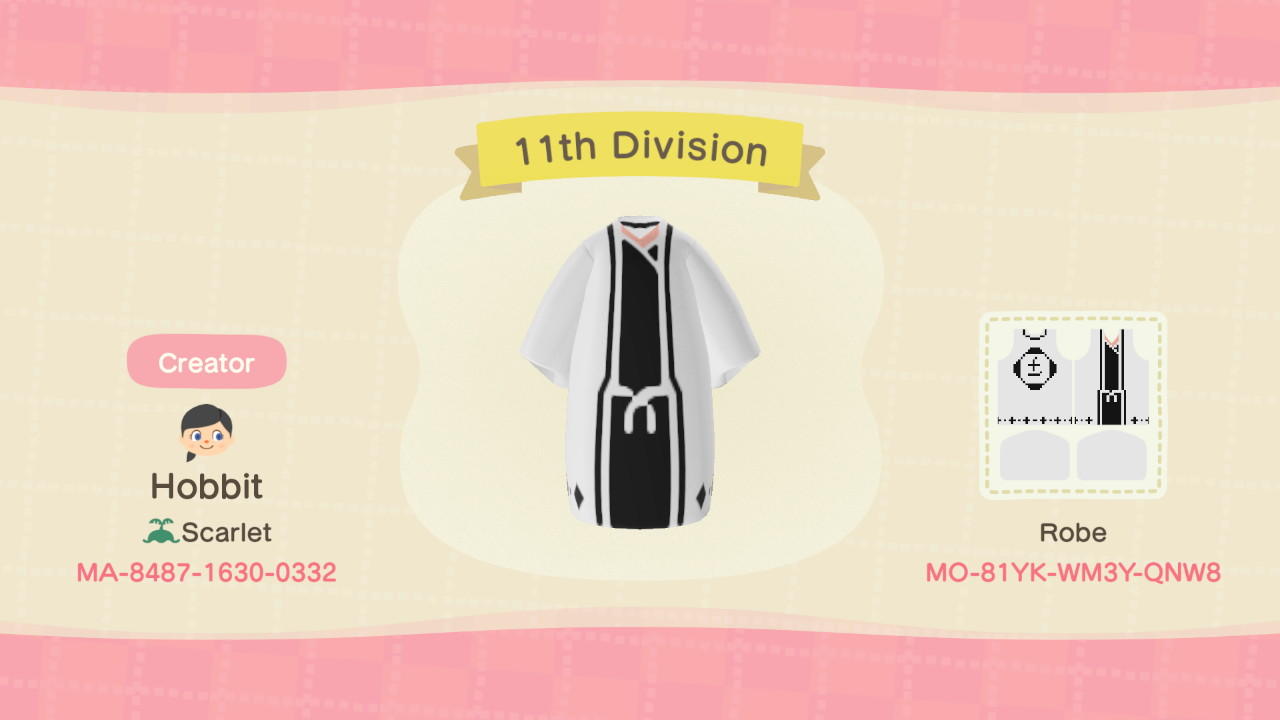 11th Division
Creator
Hobbit
Scarlet
MA-8487-1630-0332
Robe
MO-81YK-WM3Y-QNW8